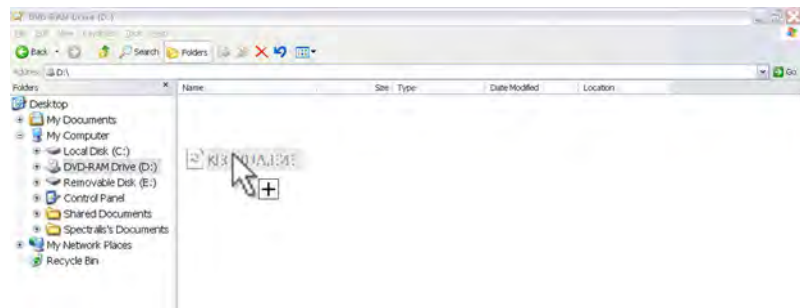 DVD-RAM Drive (D:)
Back Search Folders
D:\ Go
Folders × Name Size Type Date Modified Location
Desktop
My Documents
My Computer
Local Disk (C:)
DVD-RAM Drive (D:)
Removable Disk (E:)
Control Panel
Shared Documents
Spectralis's Documents
My Network Places
Recycle Bin